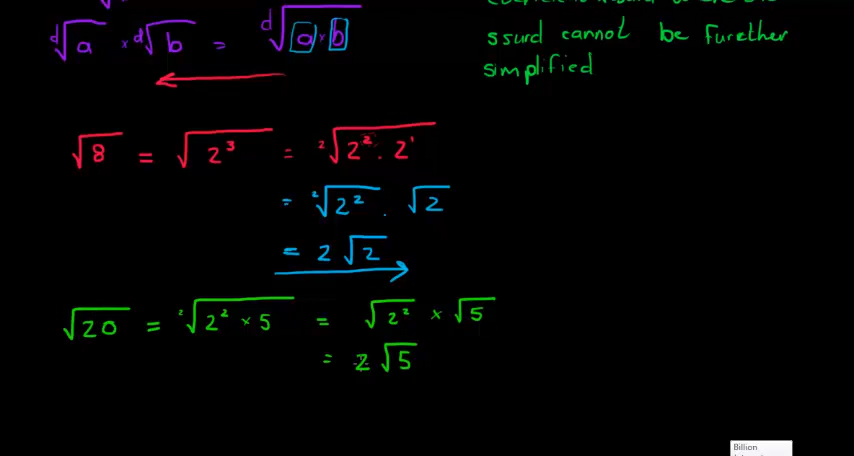 ᵈ√a × ᵈ√b = ᵈ√(a × b)
ssurd cannot be furether
simplified
√8 = √(2³) = ²√(2² . 2¹)
= ²√(2²) . √2
= 2 √2
√20 = ²√(2² × 5) = √(2²) × √5
= 2 √5
Billion